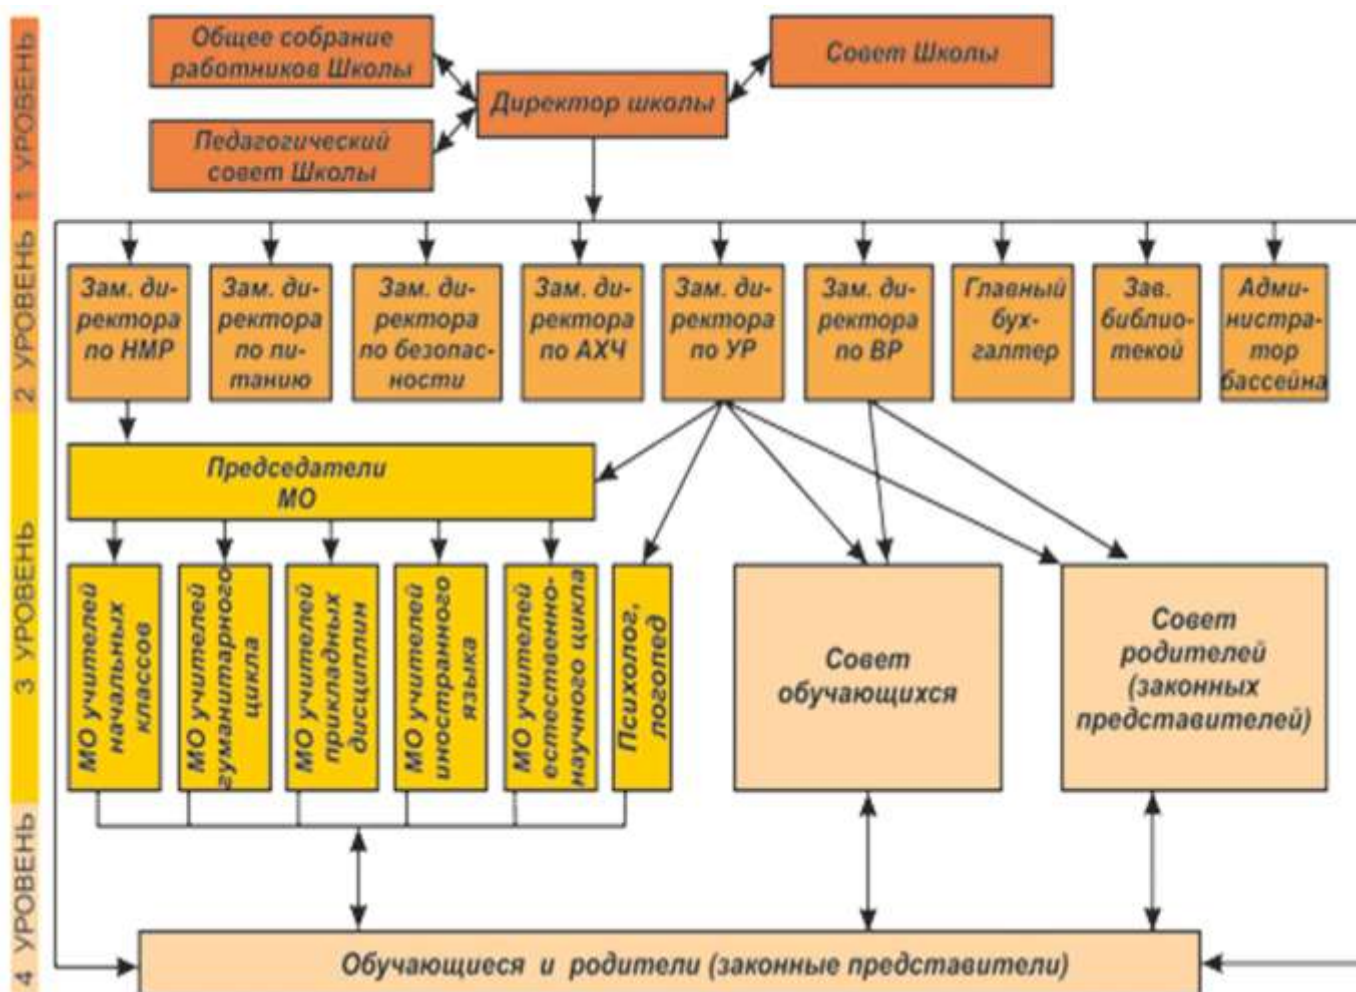 1 УРОВЕНЬ
Общее собрание
работников Школы
Совет Школы
Директор школы
Педагогический
совет Школы
2 УРОВЕНЬ
Зам. ди-
ректора
по НМР
Зам. ди-
ректора
по пи-
танию
Зам. ди-
ректора
по безопас-
ности
Зам. ди-
ректора
по АХЧ
Зам. ди-
ректора
по УР
Зам. ди-
ректора
по ВР
Главный
бух-
галтер
Зав.
библио-
текой
Адми-
нистра-
тор
бассейна
3 УРОВЕНЬ
Председатели
МО
МО учителей
начальных
классов
МО учителей
гуманитарного
цикла
МО учителей
прикладных
дисциплин
МО учителей
иностранного
языка
МО учителей
естественно-
научного цикла
Психолог,
логопед
Совет
обучающихся
Совет
родителей
(законных
представителей)
4 УРОВЕНЬ
Обучающиеся и родители (законные представители)